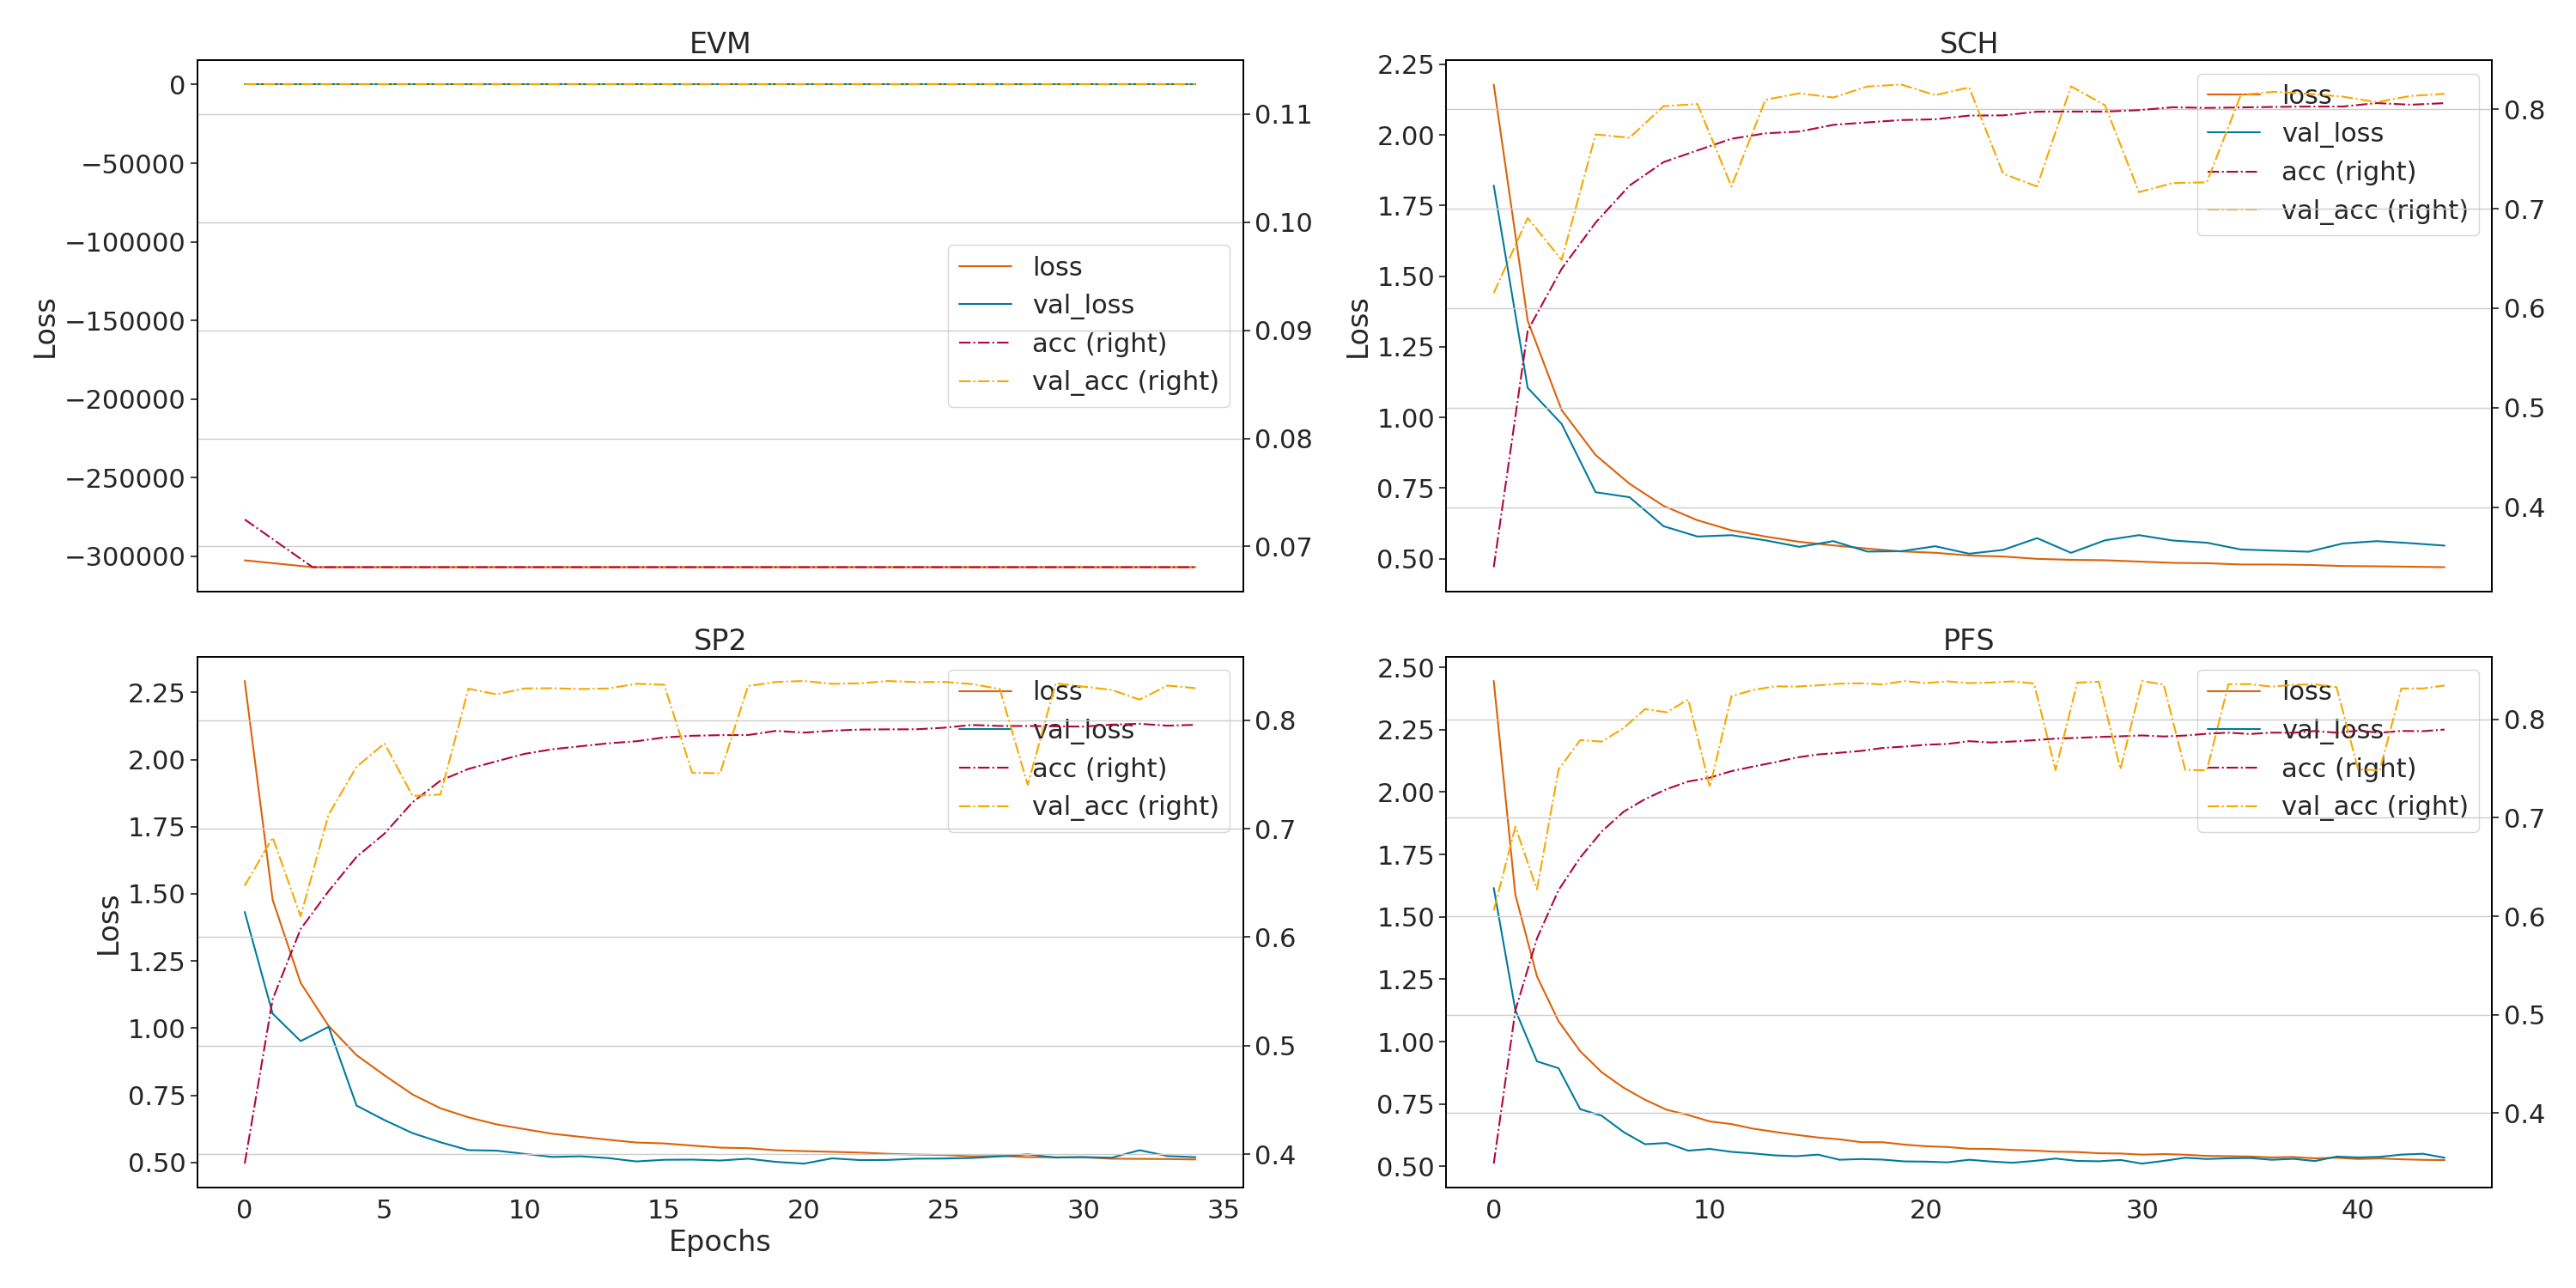 EVM
0
−50000
−100000
−150000
−200000
−250000
−300000
Loss
0.11
0.10
0.09
0.08
0.07
loss
val_loss
acc (right)
val_acc (right)
SCH
2.25
2.00
1.75
1.50
1.25
1.00
0.75
0.50
Loss
0.8
0.7
0.6
0.5
0.4
loss
val_loss
acc (right)
val_acc (right)
SP2
2.25
2.00
1.75
1.50
1.25
1.00
0.75
0.50
Loss
0.8
0.7
0.6
0.5
0.4
loss
val_loss
acc (right)
val_acc (right)
0 5 10 15 20 25 30 35
Epochs
PFS
2.50
2.25
2.00
1.75
1.50
1.25
1.00
0.75
0.50
0.8
0.7
0.6
0.5
0.4
loss
val_loss
acc (right)
val_acc (right)
0 10 20 30 40